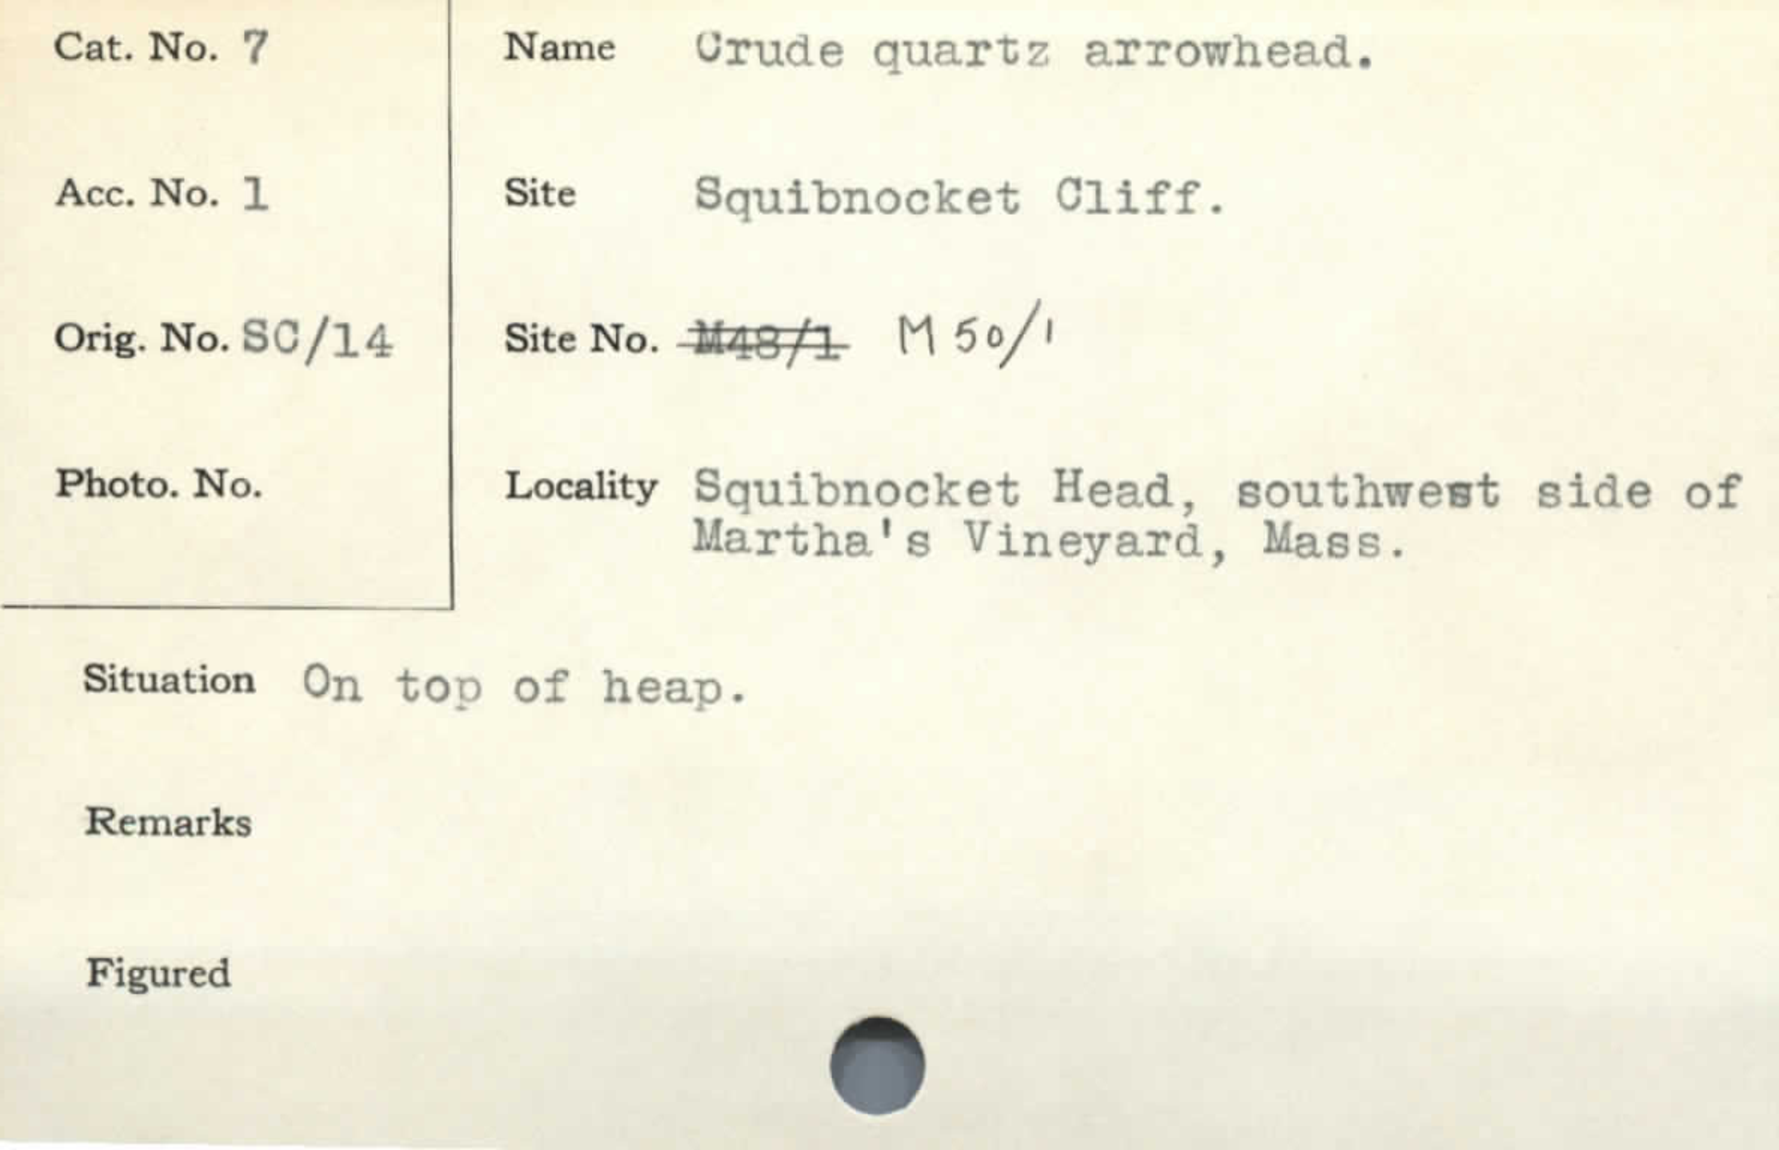 Cat. No. 7
Acc. No. 1
Orig. No. SC/14
Photo. No.
Name Crude quartz arrowhead.
Site Squibnocket Cliff.
Site No. M48/1 M 50/1
Locality Squibnocket Head, southwest side of
Martha's Vineyard, Mass.
Situation On top of heap.
Remarks
Figured